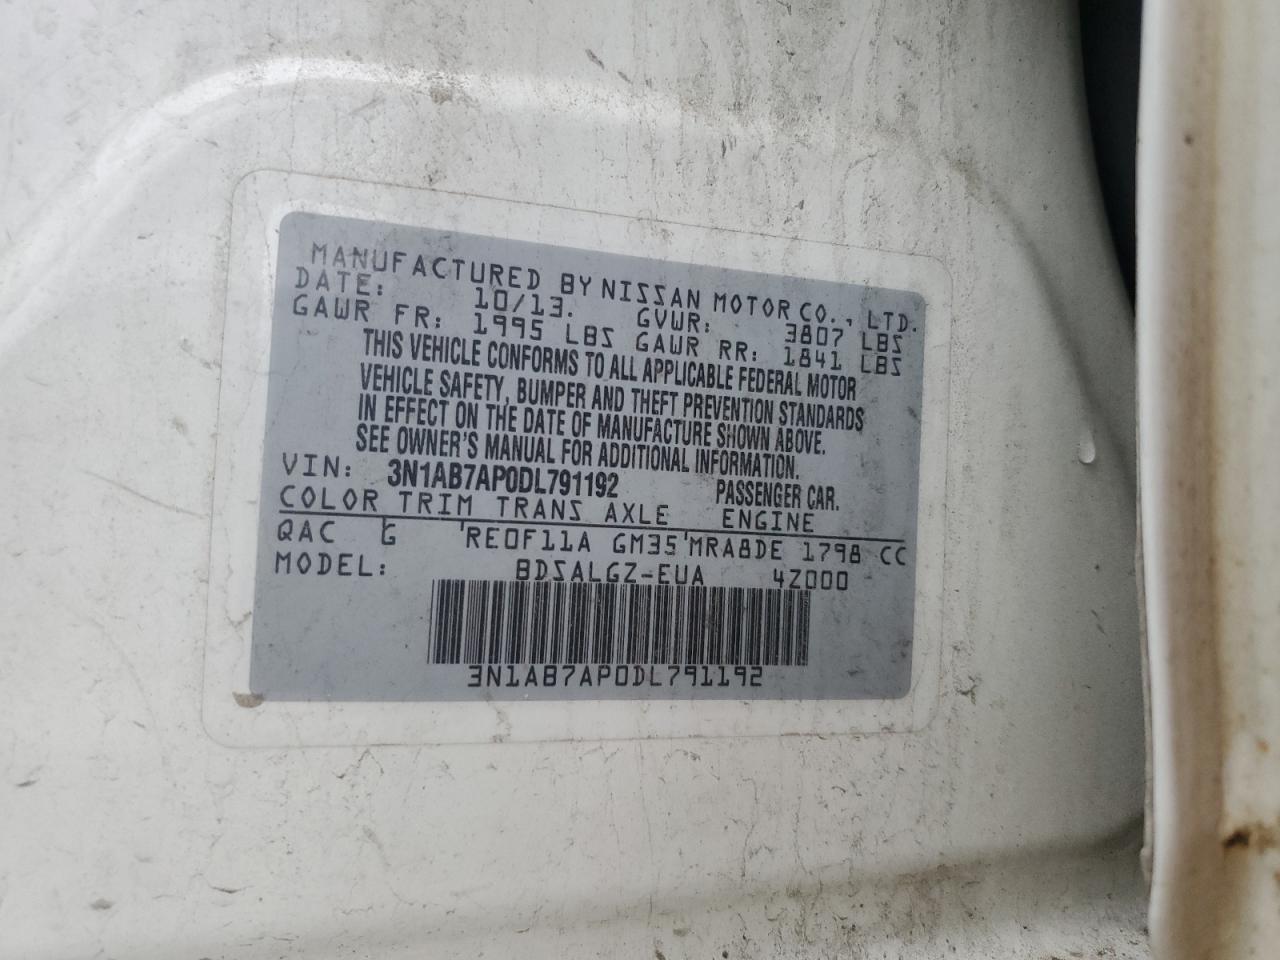 MANUFACTURED BY NISSAN MOTOR CO., LTD.
DATE: 10/13. GVWR: 3807 LBS
GAWR FR: 1995 LBS GAWR RR: 1841 LBS
THIS VEHICLE CONFORMS TO ALL APPLICABLE FEDERAL MOTOR
VEHICLE SAFETY, BUMPER AND THEFT PREVENTION STANDARDS
IN EFFECT ON THE DATE OF MANUFACTURE SHOWN ABOVE.
SEE OWNER'S MANUAL FOR ADDITIONAL INFORMATION.
VIN: 3N1AB7AP0DL791192 PASSENGER CAR.
COLOR TRIM TRANS AXLE ENGINE
QAC G RE0F11A GM35 MRA8DE 1798 CC
MODEL: BDSALGZ-EUA 4Z000
3N1AB7AP0DL791192